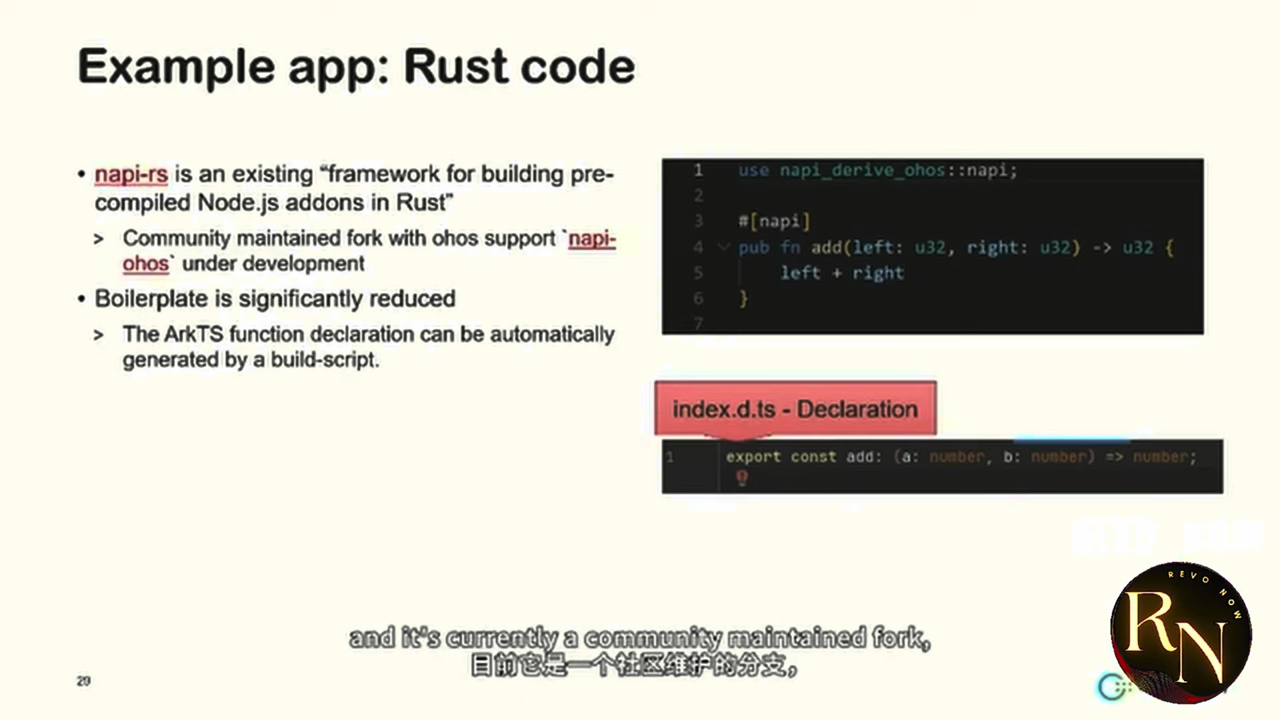 Example app: Rust code
• napi-rs is an existing “framework for building pre-
compiled Node.js addons in Rust”
> Community maintained fork with ohos support `napi-
ohos` under development
• Boilerplate is significantly reduced
> The ArkTS function declaration can be automatically
generated by a build-script.
1 use napi_derive_ohos::napi;
2
3 #[napi]
4 pub fn add(left: u32, right: u32) -> u32 {
5 left + right
6 }
7
index.d.ts - Declaration
1 export const add: (a: number, b: number) => number;
and it's currently a community maintained fork,
目前它是一个社区维护的分支，
29
REVO NOW
RN